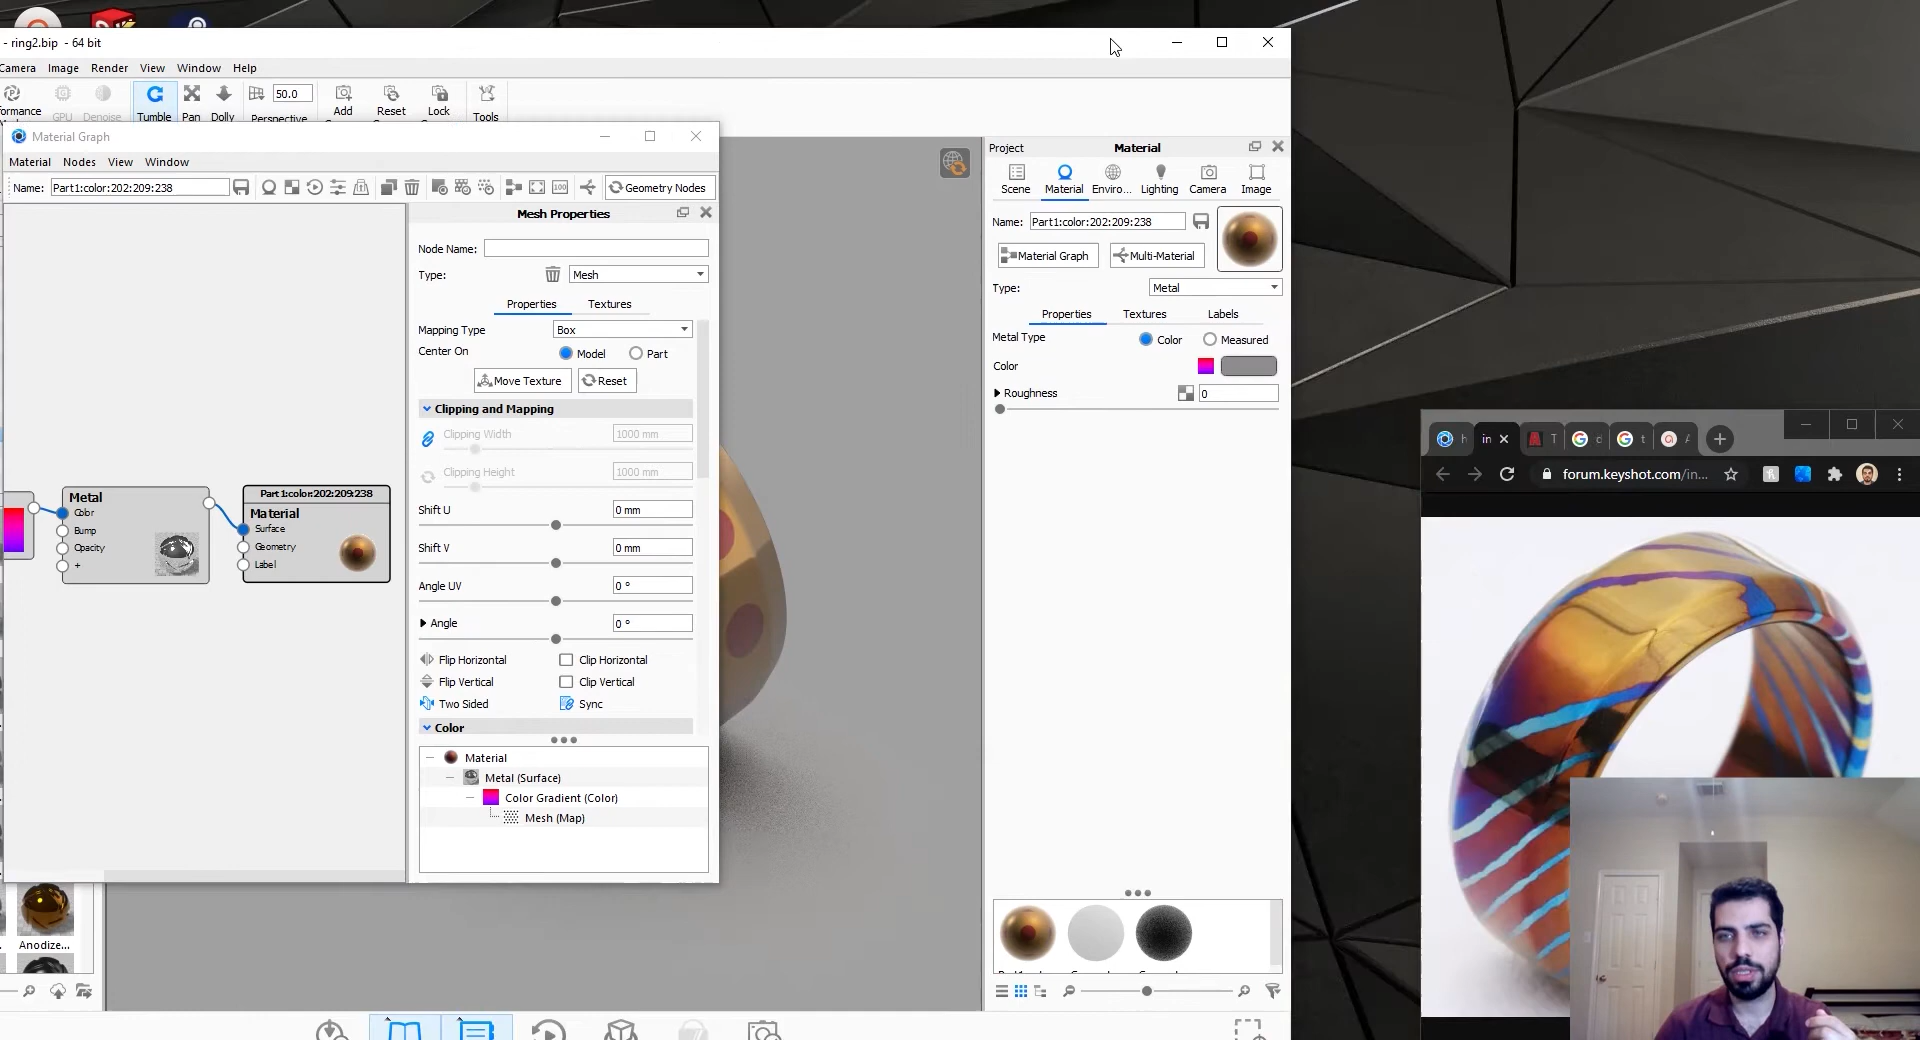 - ring2.bip - 64 bit
Camera Image Render View Window Help
50.0
GPU Denoise Tumble Pan Dolly Perspective Add Reset Lock Tools
Material Graph
Material Nodes View Window
Name: Part1:color:202:209:238 100 Geometry Nodes
Mesh Properties
Node Name:
Type: Mesh
Properties Textures
Mapping Type Box
Center On Model Part
Move Texture Reset
Clipping and Mapping
Clipping Width 1000 mm
Clipping Height 1000 mm
Shift U 0 mm
Shift V 0 mm
Angle UV 0 °
Angle 0 °
Flip Horizontal Clip Horizontal
Flip Vertical Clip Vertical
Two Sided Sync
Color
Material
Metal (Surface)
Color Gradient (Color)
Mesh (Map)
Metal
Color
Bump
Opacity
+
Part1:color:202:209:238
Material
Surface
Geometry
Label
Anodize...
Project Material
Scene Material Enviro... Lighting Camera Image
Name: Part1:color:202:209:238
Material Graph Multi-Material
Type: Metal
Properties Textures Labels
Metal Type Color Measured
Color
Roughness 0
in
T
forum.keyshot.com/in...